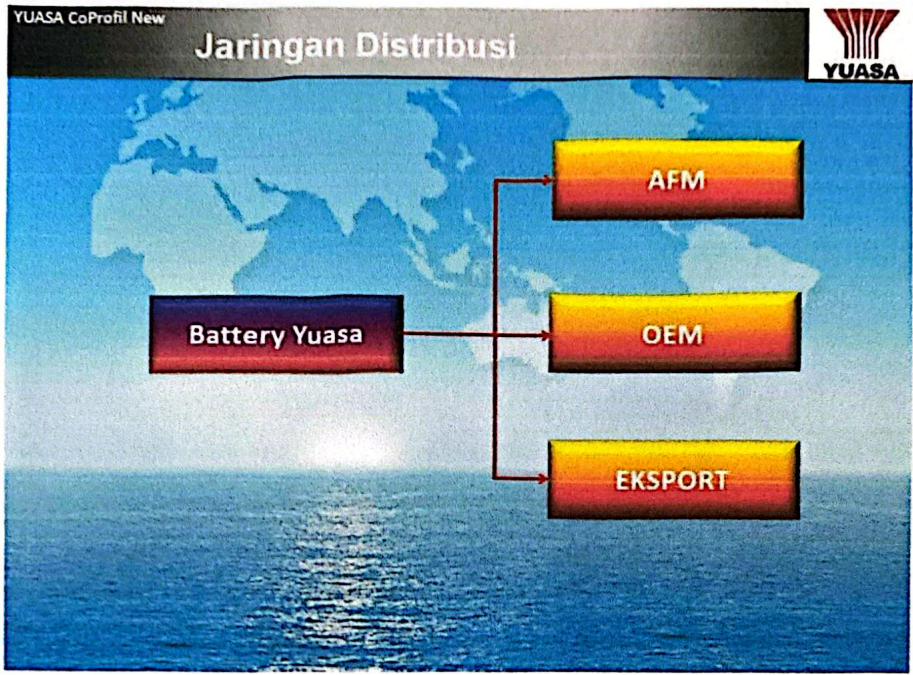 YUASA CoProfil New
Jaringan Distribusi
YUASA
AFM
Battery Yuasa
OEM
EKSPORT